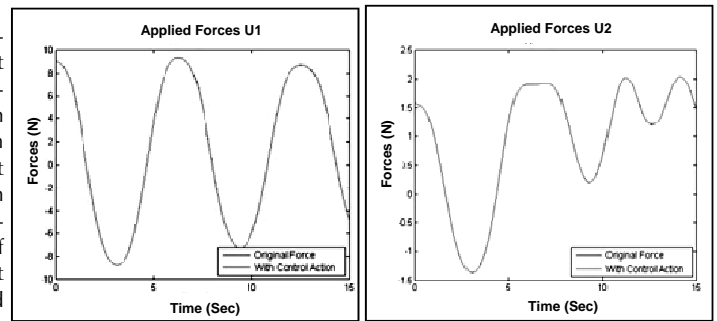 Applied Forces U1
10
8
6
4
2
0
-2
-4
-6
-8
-10
Forces (N)
Original Force
With Control Action
0 5 10 15
Time (Sec)
Applied Forces U2
2.5
2
1.5
1
0.5
0
-0.5
-1
-1.5
Forces (N)
Original Force
With Control Action
0 5 10 15
Time (Sec)